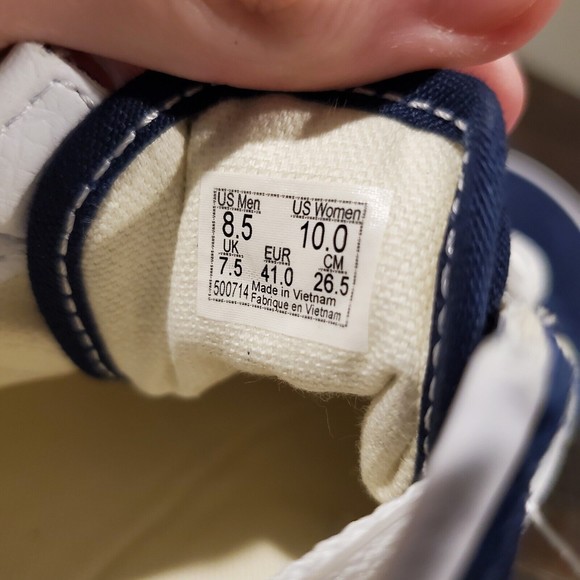 US Men US Women
8.5 10.0
UK EUR CM
7.5 41.0 26.5
500714 Made in Vietnam
Fabrique en Vietnam